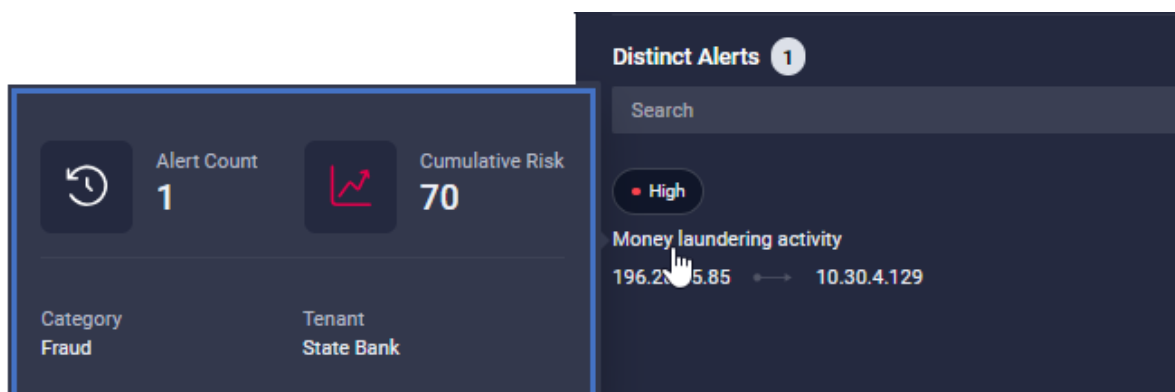 Distinct Alerts 1
Search
High
Money laundering activity
10.30.4.129
Alert Count
1
Cumulative Risk
70
Category
Fraud
Tenant
State Bank